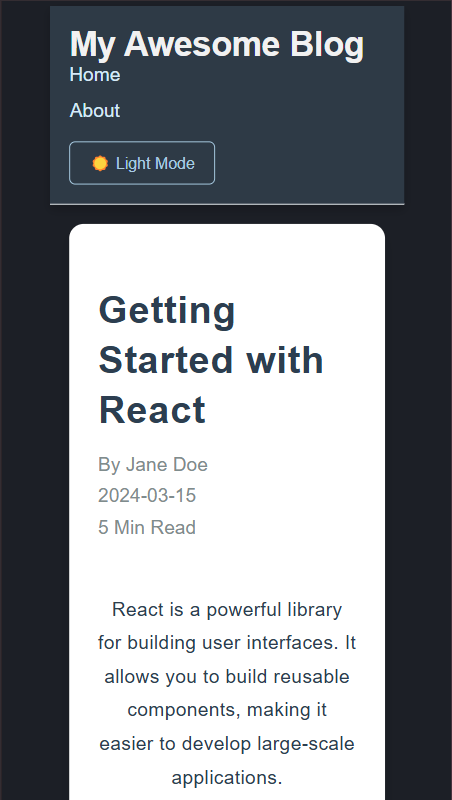 My Awesome Blog
Home
About
Light Mode
Getting
Started with
React
By Jane Doe
2024-03-15
5 Min Read
React is a powerful library
for building user interfaces. It
allows you to build reusable
components, making it
easier to develop large-scale
applications.